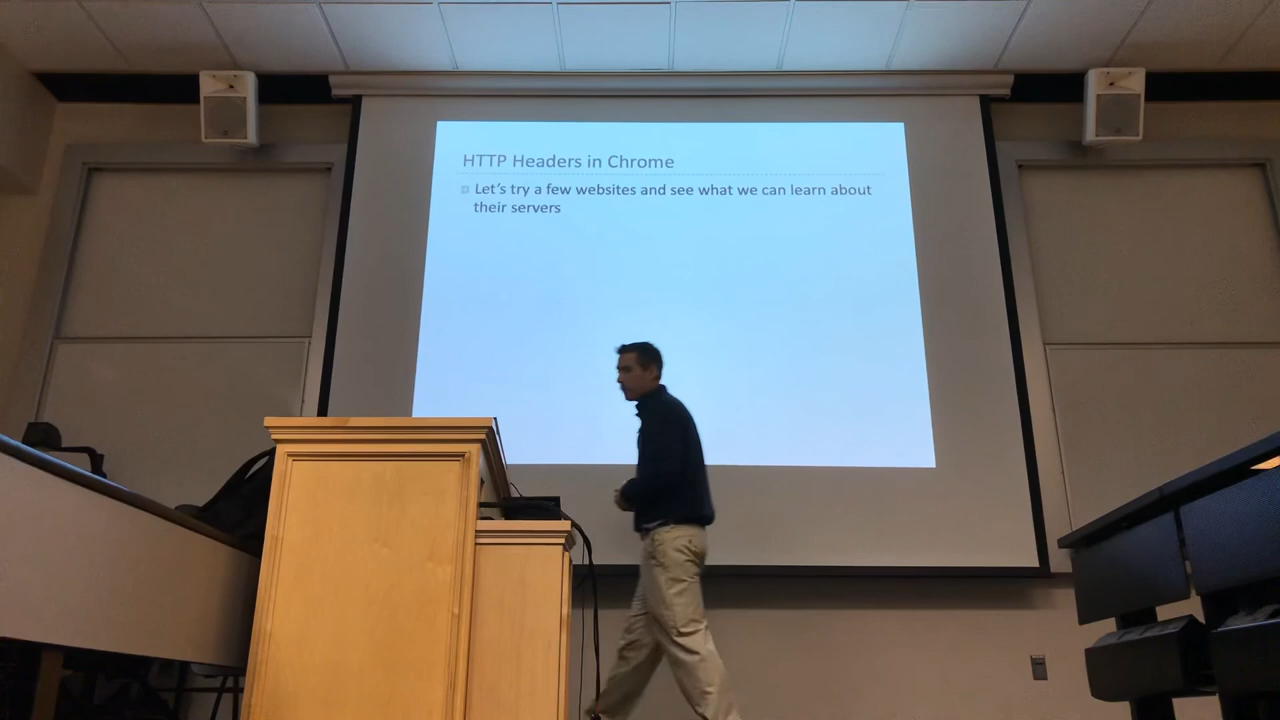 HTTP Headers in Chrome
Let's try a few websites and see what we can learn about
their servers